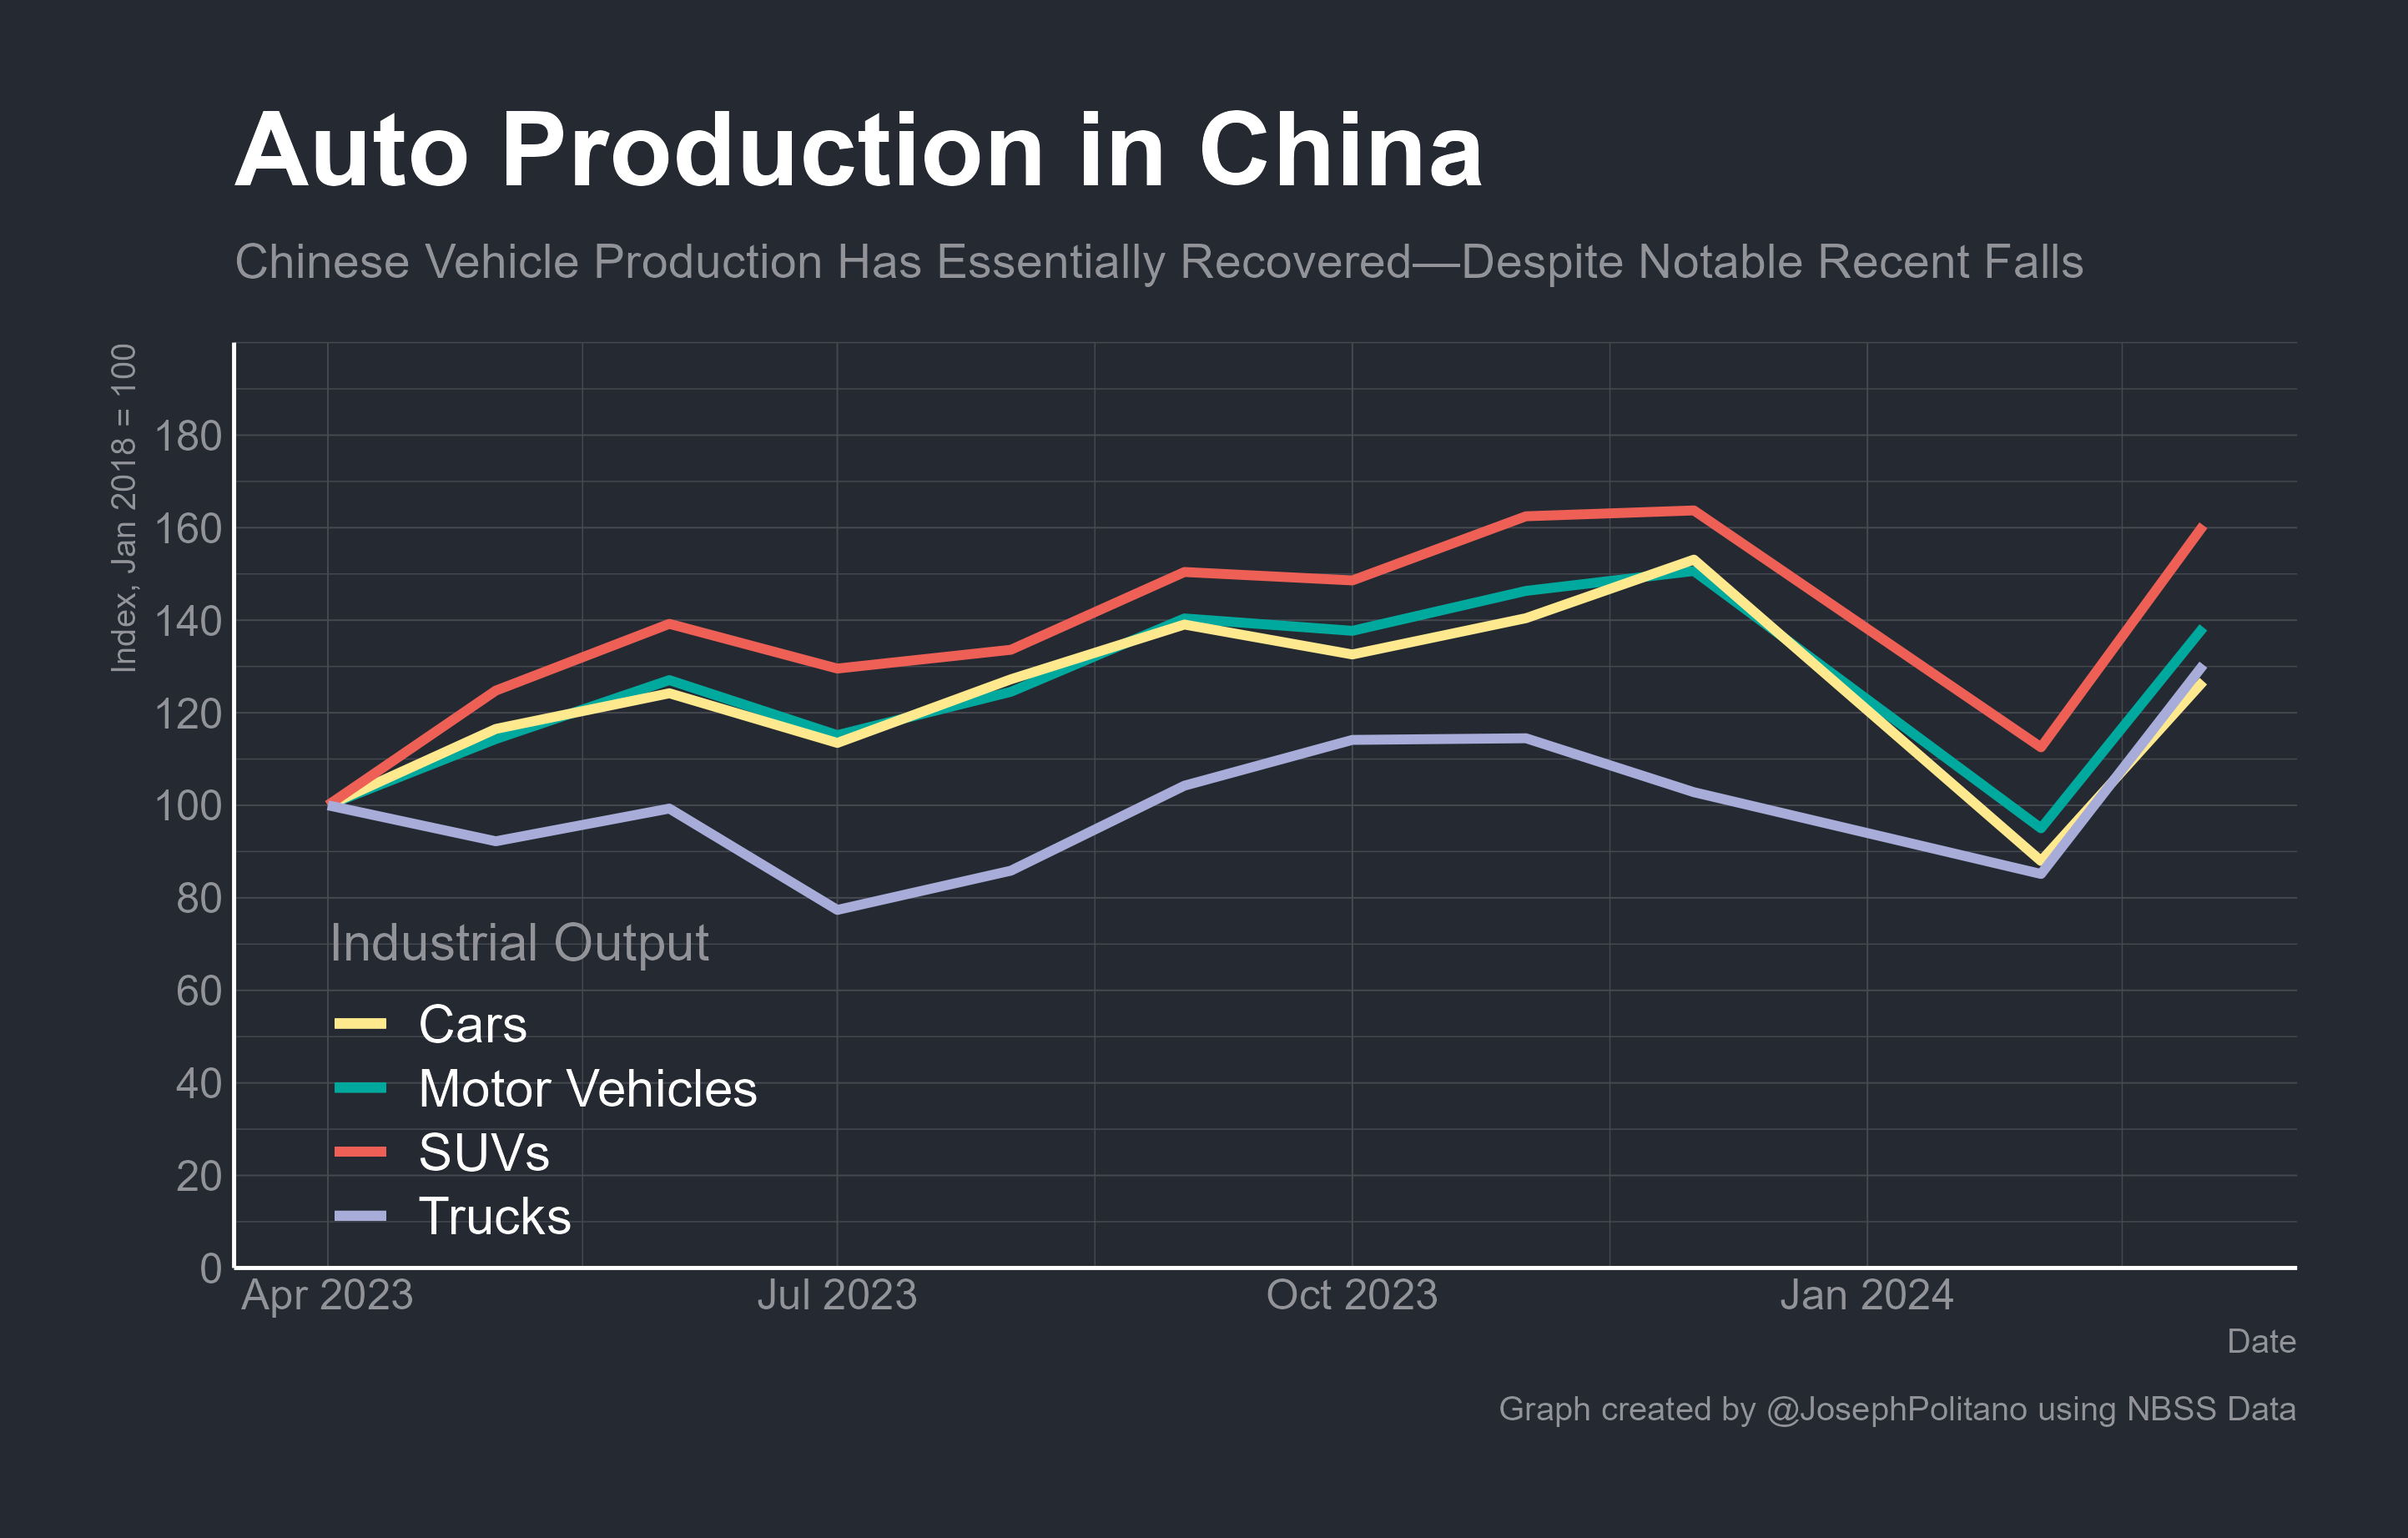 Auto Production in China
Chinese Vehicle Production Has Essentially Recovered—Despite Notable Recent Falls
Index, Jan 2018 = 100
180
160
140
120
100
80
60
40
20
0
Industrial Output
Cars
Motor Vehicles
SUVs
Trucks
Apr 2023
Jul 2023
Oct 2023
Jan 2024
Date
Graph created by @JosephPolitano using NBSS Data